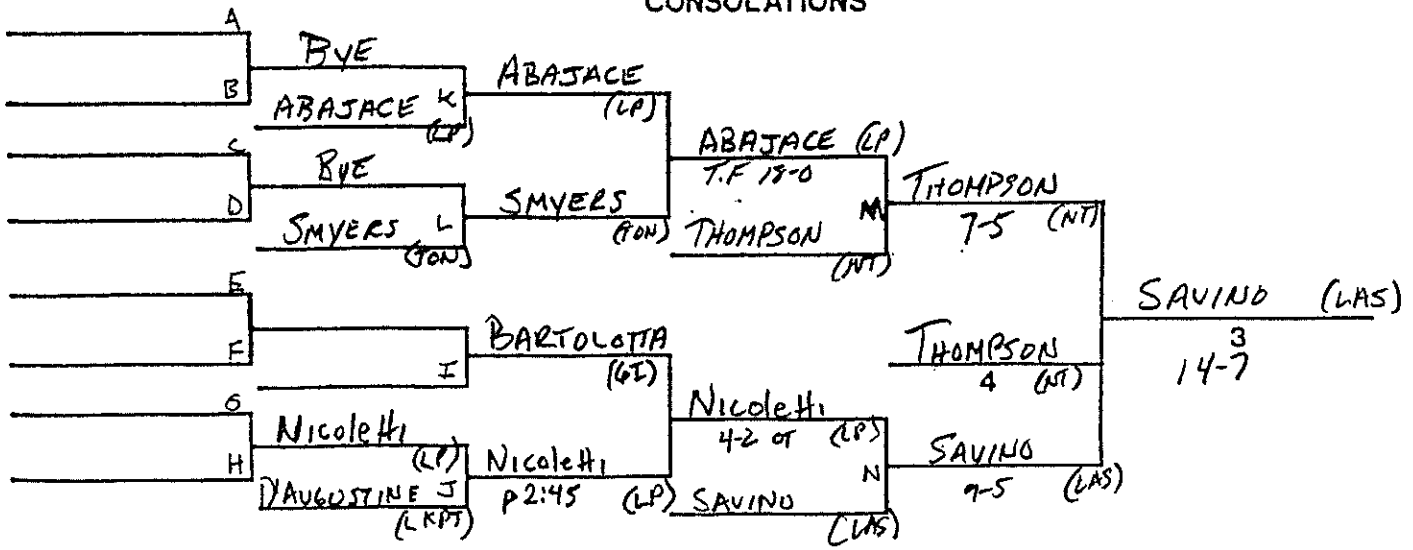 CONSOLATIONS
A
BYE
B
ABAJACE K
(LP)
ABAJACE
(LP)
C
BYE
D
SMYERS L
(TON)
SMYERS
(TON)
ABAJACE (LP)
T.F 18-0
M
THOMPSON
(NT)
THOMPSON
7-5 (NT)
E
F
I
BARTOLOTTA
(GI)
G
Nicoletti
(LP)
H
D'AUGUSTINE J
(LKPT)
Nicoletti
p 2:45 (LP)
Nicoletti
4-2 OT (LP)
N
SAVINO
(LAS)
THOMPSON
4 (NT)
SAVINO
9-5 (LAS)
SAVINO (LAS)
3
14-7